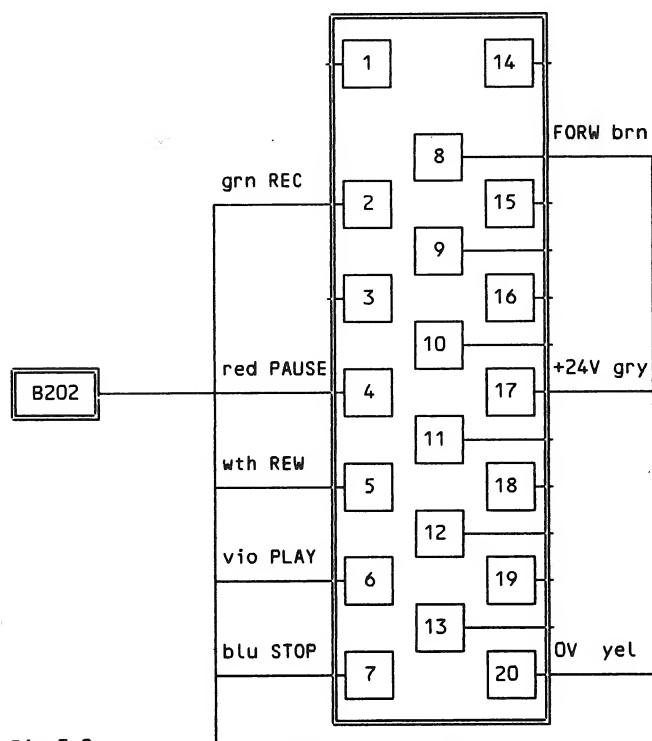 1 14
FORW brn
8
grn REC
2 15
9
3 16
10
red PAUSE +24V gry
B202 4 17
11
wth REW
5 18
12
vio PLAY
6 19
13
blu STOP 0V yel
7 20